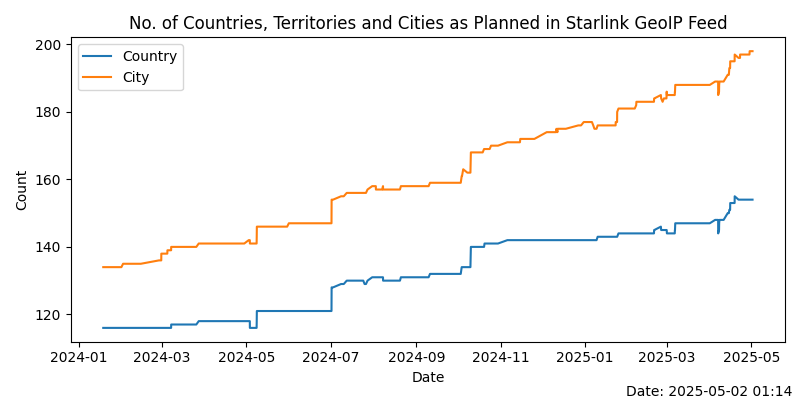 No. of Countries, Territories and Cities as Planned in Starlink GeoIP Feed
Country
City
200
180
160
140
120
Count
2024-01 2024-03 2024-05 2024-07 2024-09 2024-11 2025-01 2025-03 2025-05
Date
Date: 2025-05-02 01:14